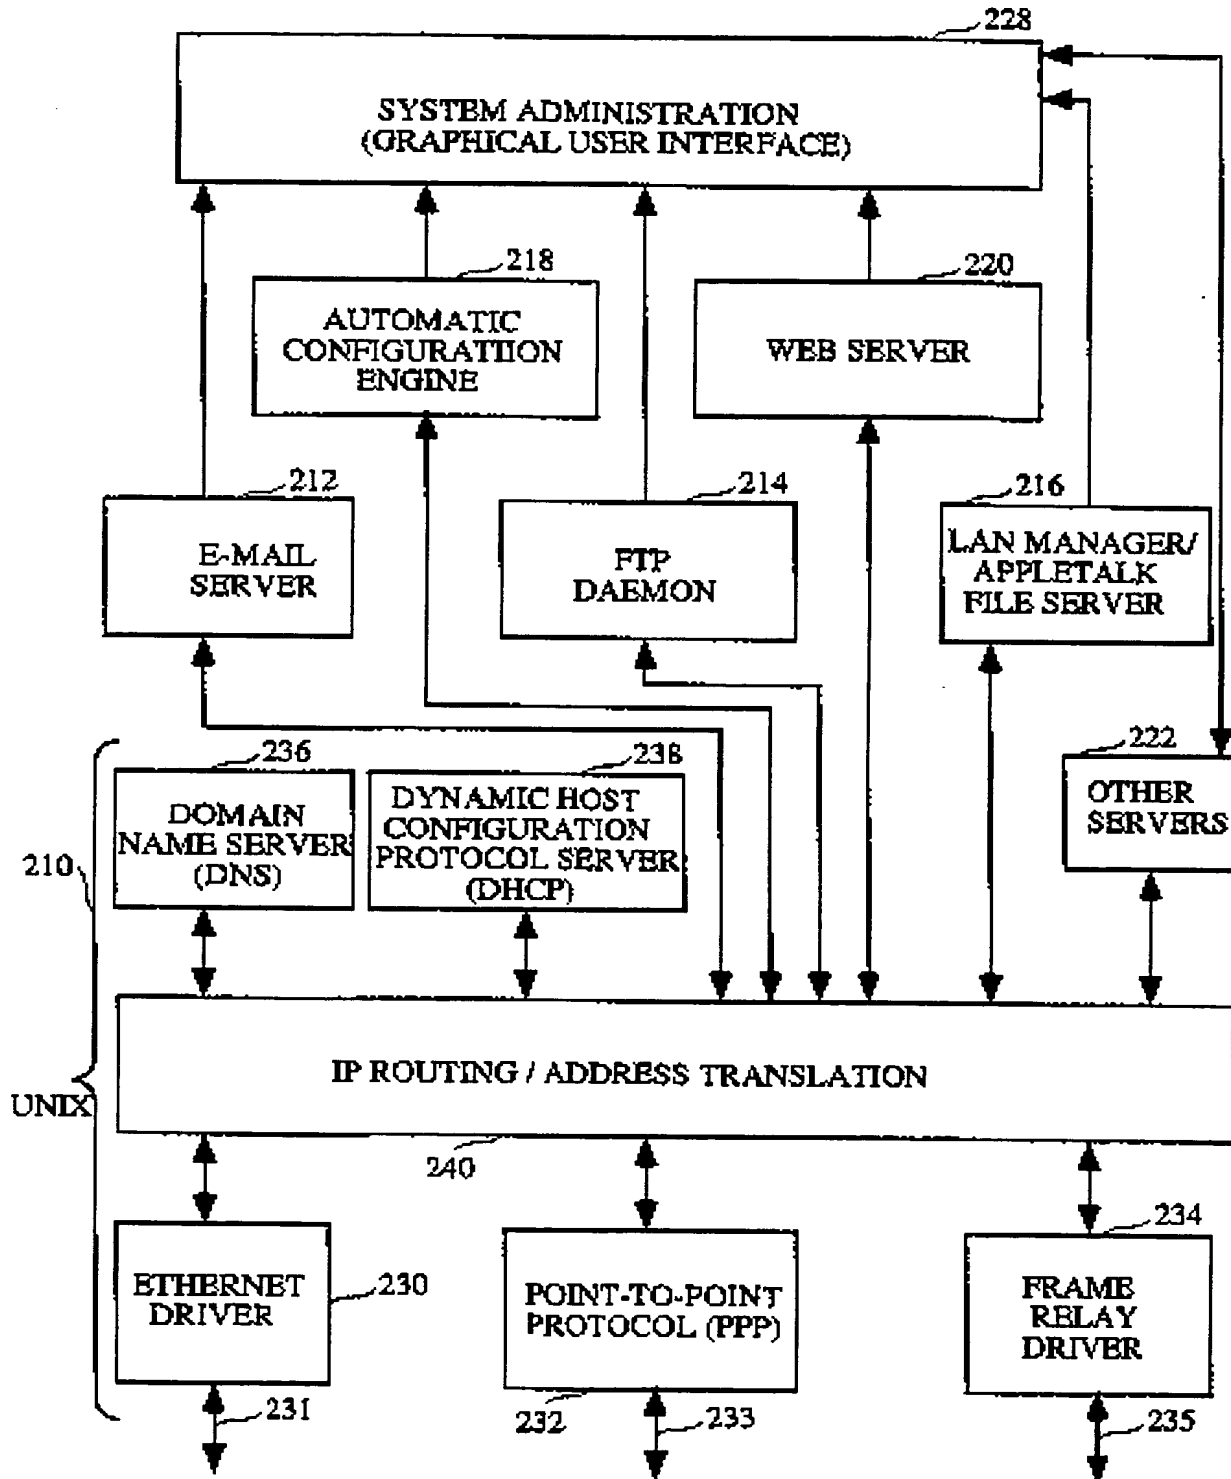 228
SYSTEM ADMINISTRATION
(GRAPHICAL USER INTERFACE)
218
AUTOMATIC
CONFIGURATIION
ENGINE
220
WEB SERVER
212
E-MAIL
SERVER
214
FTP
DAEMON
216
LAN MANAGER/
APPLETALK
FILE SERVER
236
DOMAIN
NAME SERVER
(DNS)
238
DYNAMIC HOST
CONFIGURATION
PROTOCOL SERVER
(DHCP)
222
OTHER
SERVERS
210
UNIX
IP ROUTING / ADDRESS TRANSLATION
240
ETHERNET
DRIVER
230
231
POINT-TO-POINT
PROTOCOL (PPP)
232
233
234
FRAME
RELAY
DRIVER
235